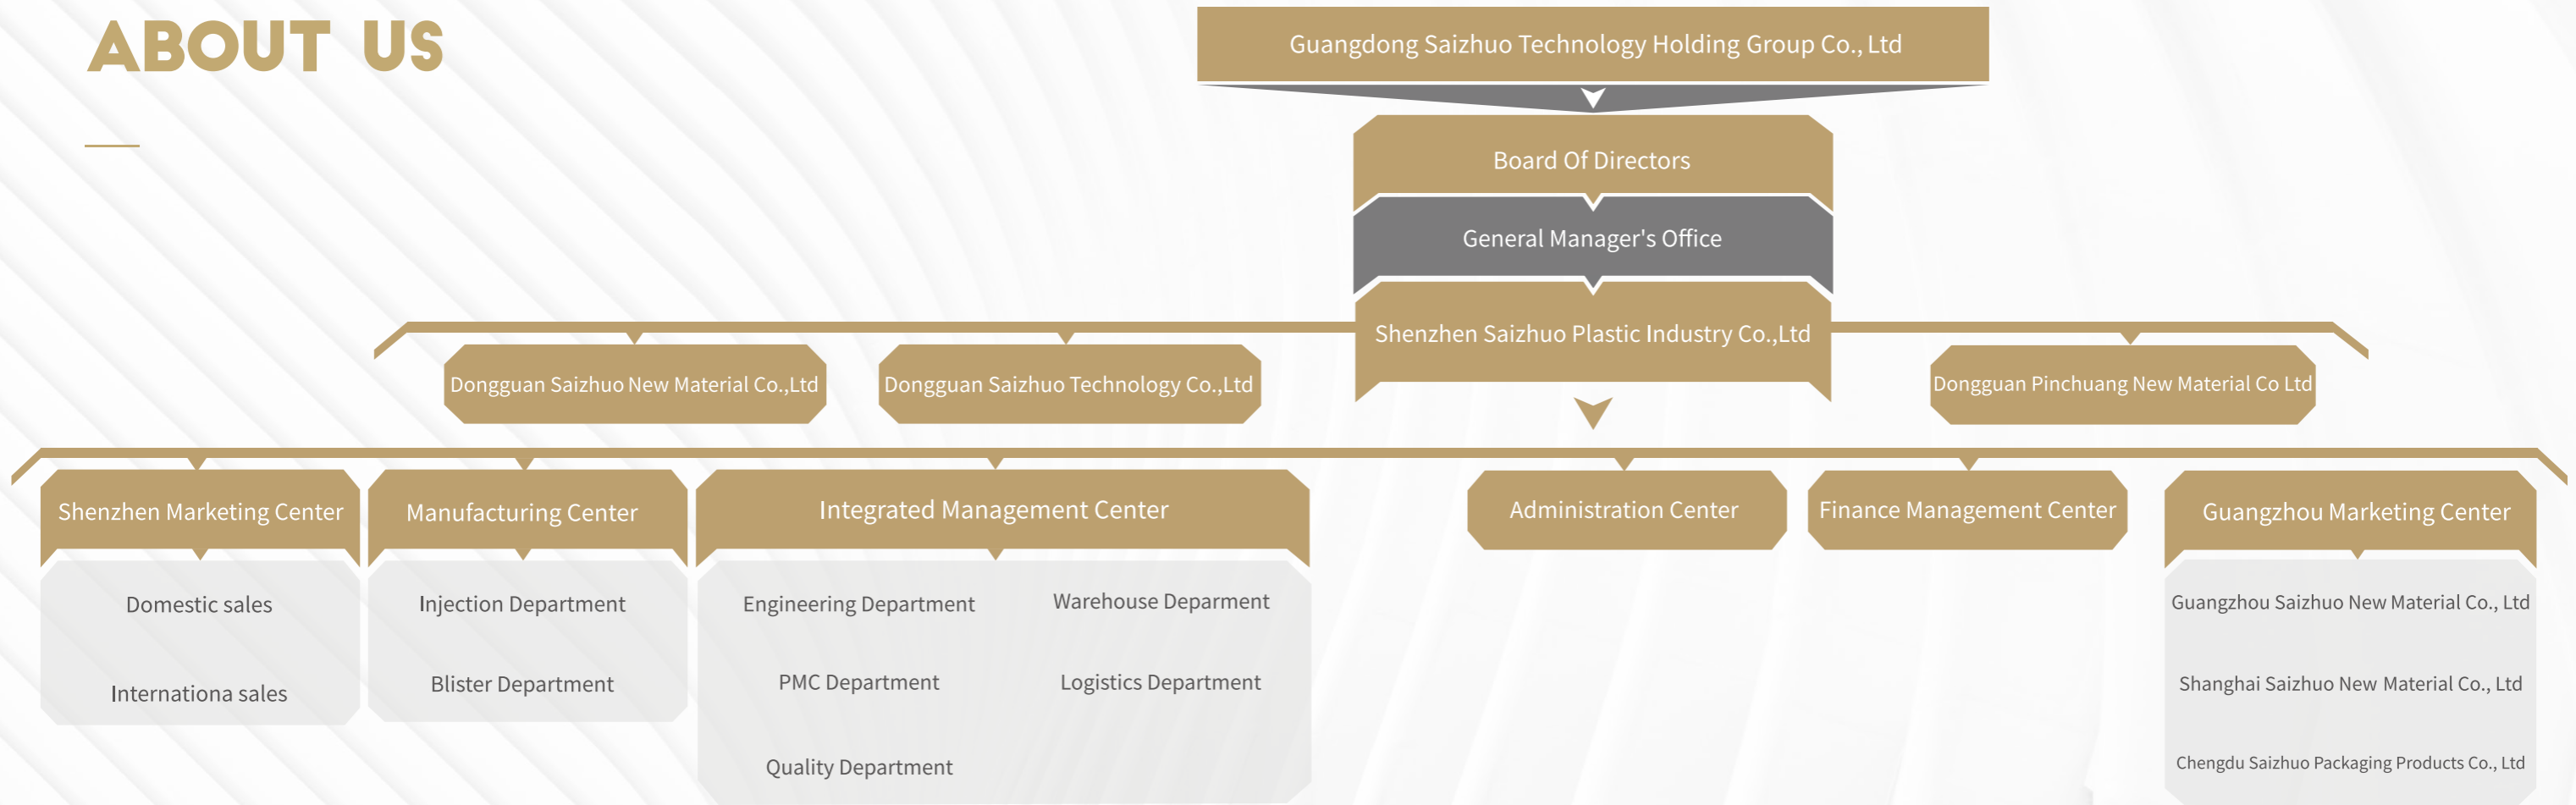 ABOUT US
Guangdong Saizhuo Technology Holding Group Co., Ltd
Board Of Directors
General Manager's Office
Shenzhen Saizhuo Plastic Industry Co.,Ltd
Dongguan Saizhuo New Material Co.,Ltd
Dongguan Saizhuo Technology Co.,Ltd
Dongguan Pinchuang New Material Co Ltd
Shenzhen Marketing Center
Manufacturing Center
Integrated Management Center
Administration Center
Finance Management Center
Guangzhou Marketing Center
Domestic sales
Internationa sales
Injection Department
Blister Department
Engineering Department
Warehouse Deparment
PMC Department
Logistics Department
Quality Department
Guangzhou Saizhuo New Material Co., Ltd
Shanghai Saizhuo New Material Co., Ltd
Chengdu Saizhuo Packaging Products Co., Ltd